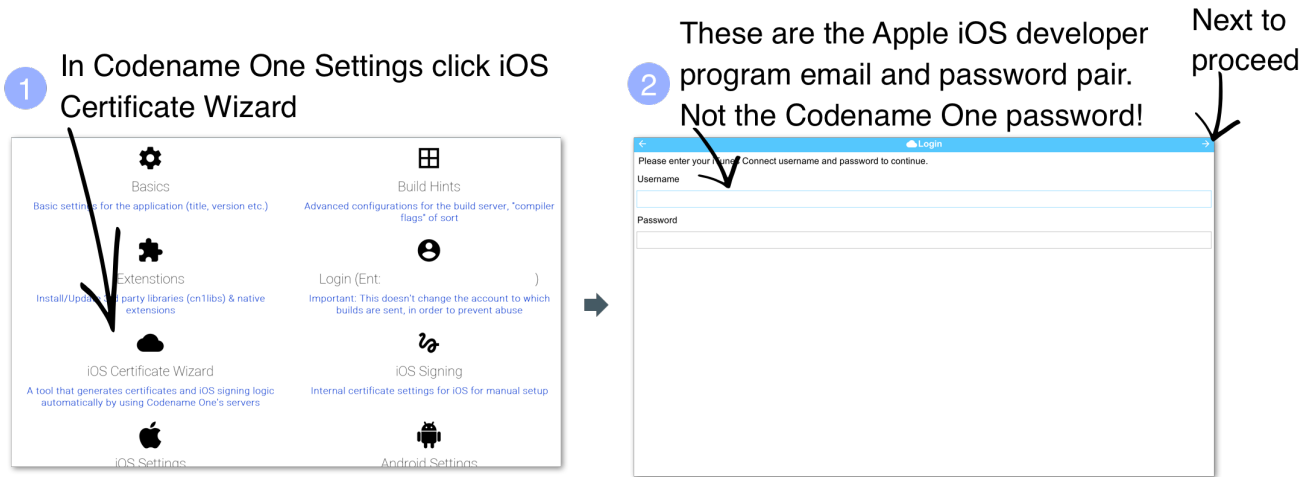 1
In Codename One Settings click iOS
Certificate Wizard
Basics
Basic settings for the application (title, version etc.)
Build Hints
Advanced configurations for the build server, "compiler
flags" of sort
Extenstions
Install/Update 3rd party libraries (cn1libs) & native
extensions
Login (Ent: )
Important: This doesn't change the account to which
builds are sent, in order to prevent abuse
iOS Certificate Wizard
A tool that generates certificates and iOS signing logic
automatically by using Codename One's servers
iOS Signing
Internal certificate settings for iOS for manual setup
iOS Settings
Android Settings
2
These are the Apple iOS developer
program email and password pair.
Not the Codename One password!
Next to
proceed
Login
Please enter your iTunes Connect username and password to continue.
Username
Password